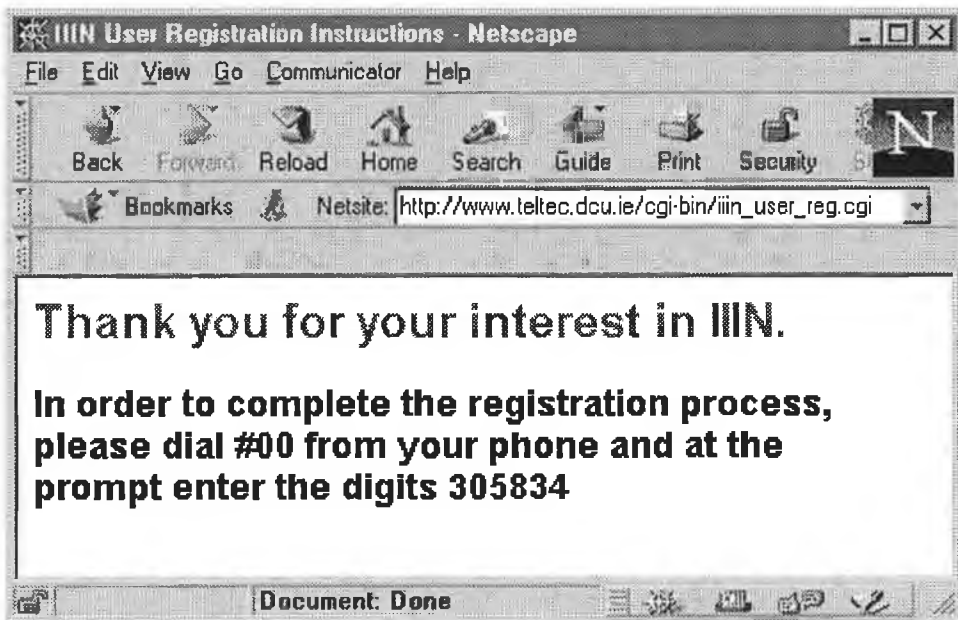 IIIN User Registration Instructions - Netscape
File Edit View Go Communicator Help
Back Forward Reload Home Search Guide Print Security
N
Bookmarks Netsite: http://www.teltec.dcu.ie/cgi-bin/iiin_user_reg.cgi
Thank you for your interest in IIIN.
In order to complete the registration process,
please dial #00 from your phone and at the
prompt enter the digits 305834
Document: Done